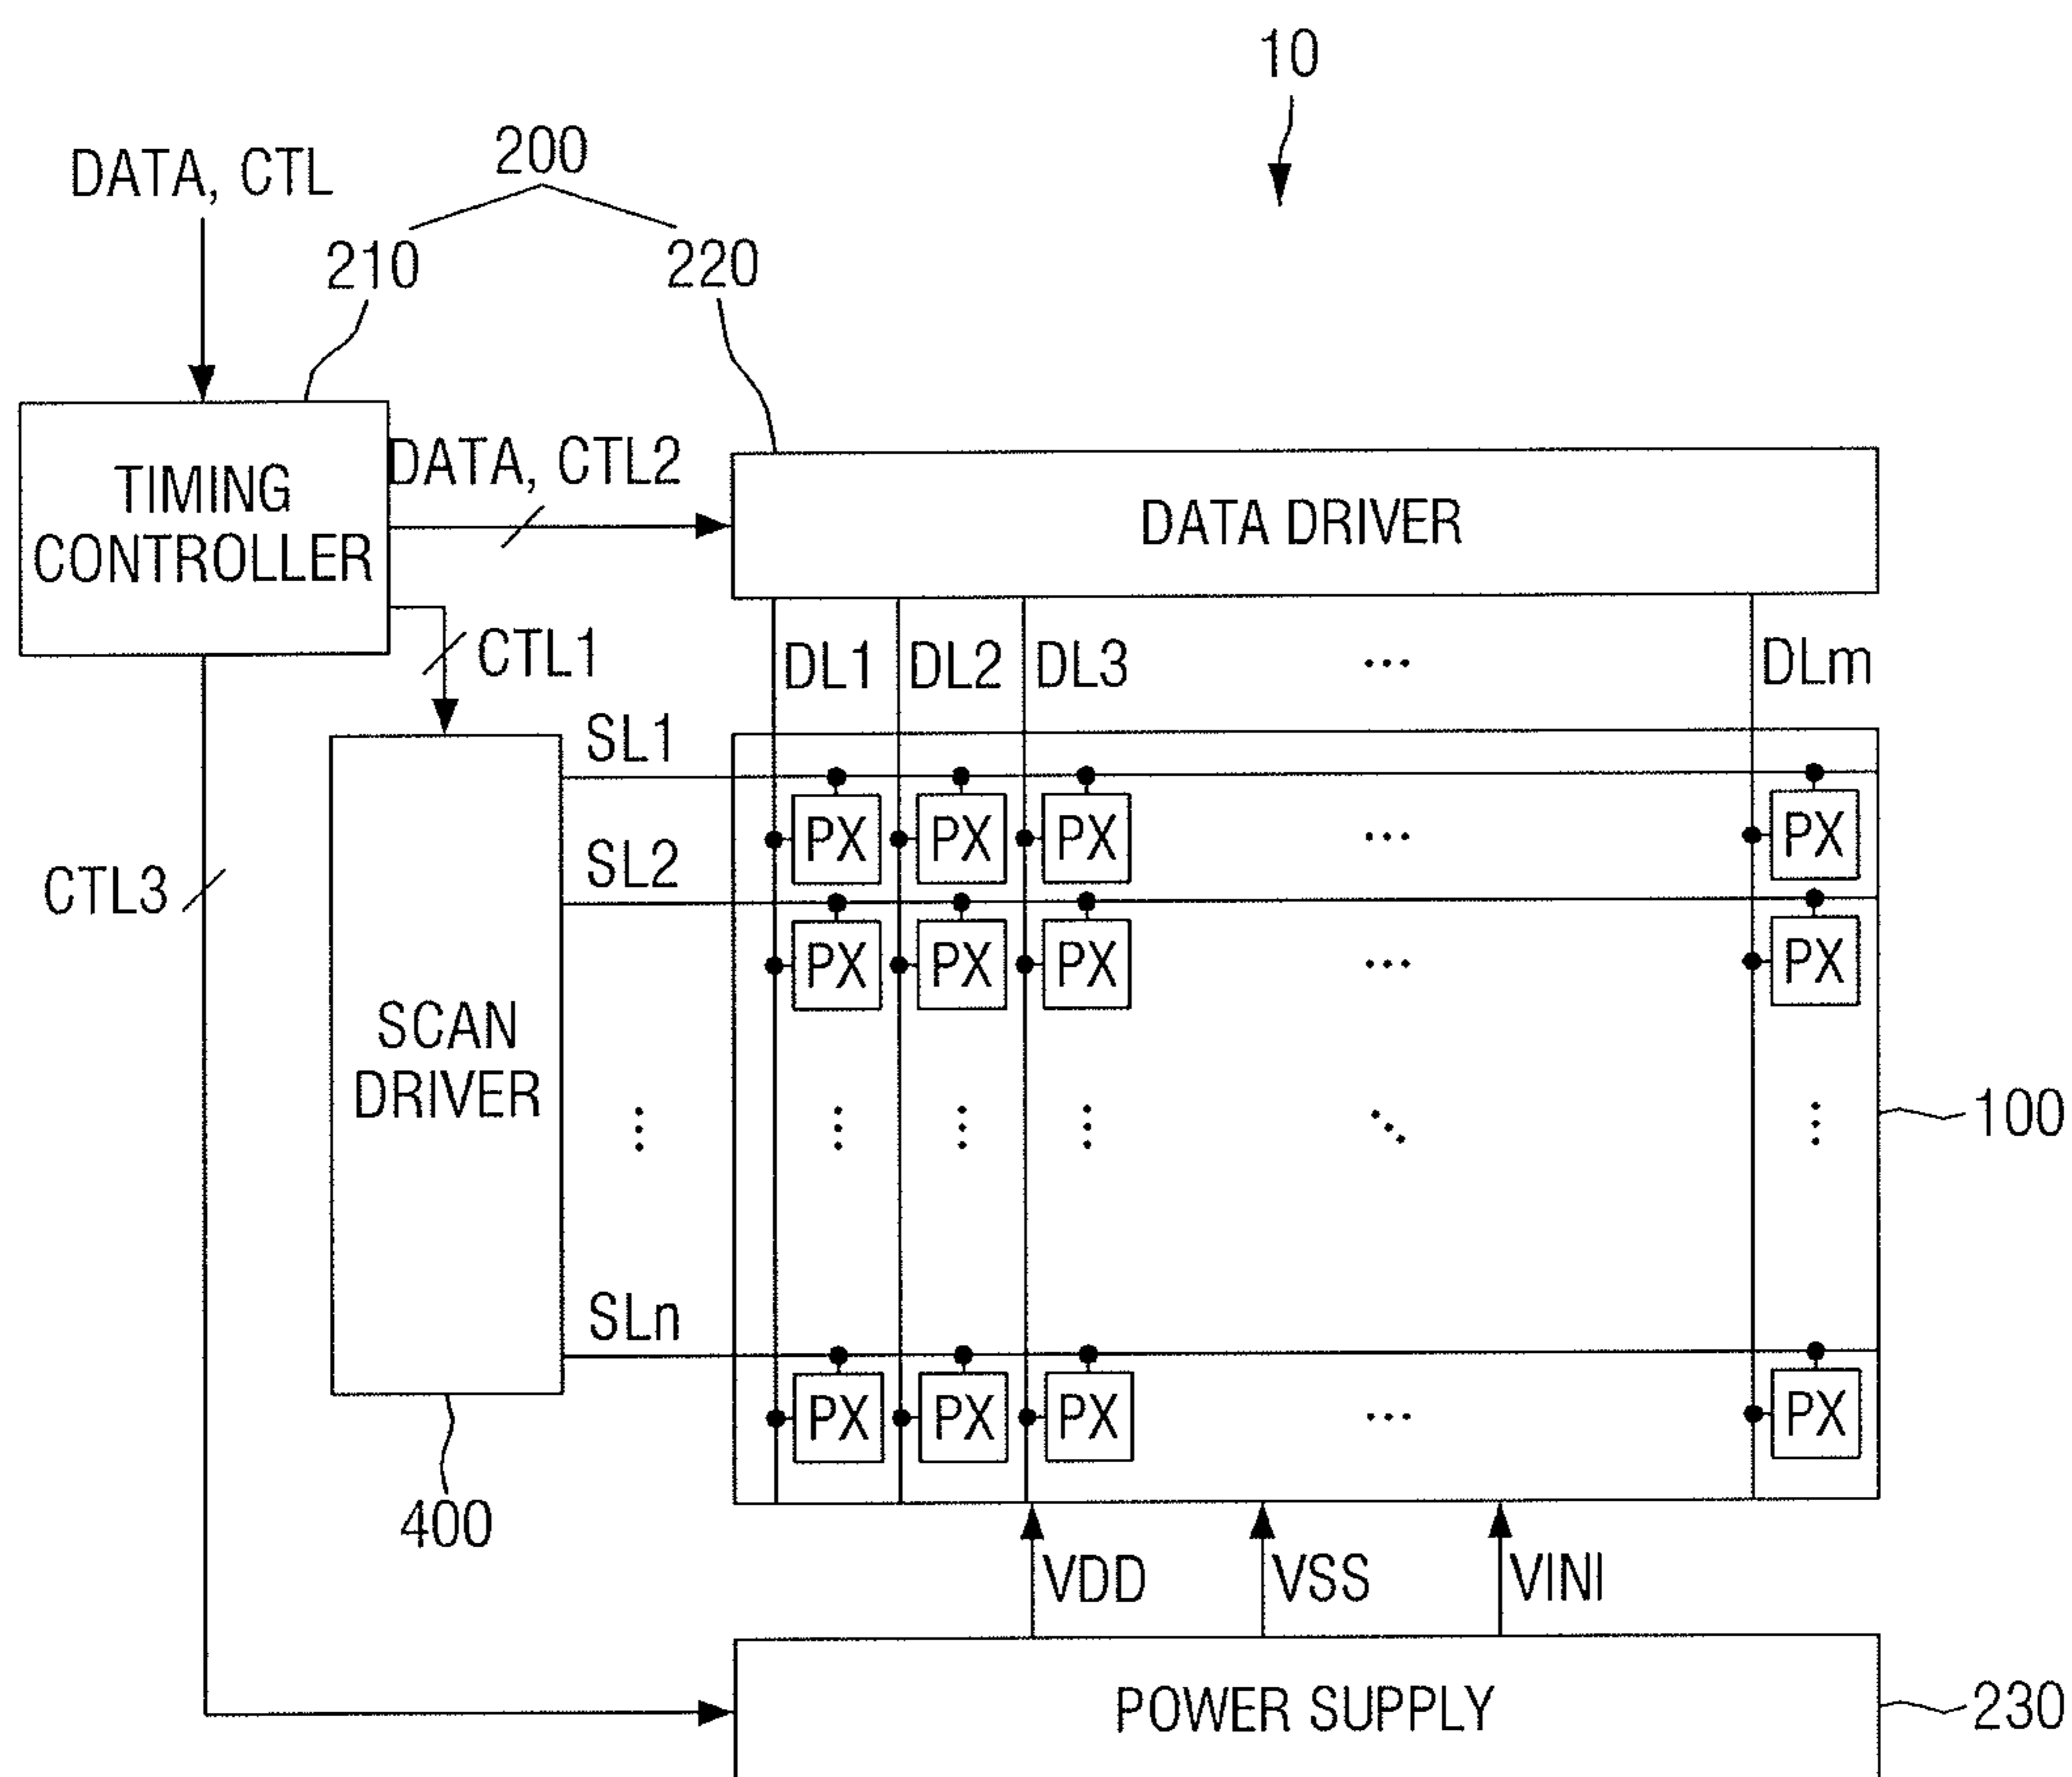 10
200
DATA, CTL
210
220
TIMING
CONTROLLER
DATA, CTL2
DATA DRIVER
CTL1
DL1 DL2 DL3 ... DLm
SL1
PX PX PX ... PX
SL2
CTL3
PX PX PX ... PX
SCAN
DRIVER
100
SLn
PX PX PX ... PX
400
VDD VSS VINI
POWER SUPPLY
230